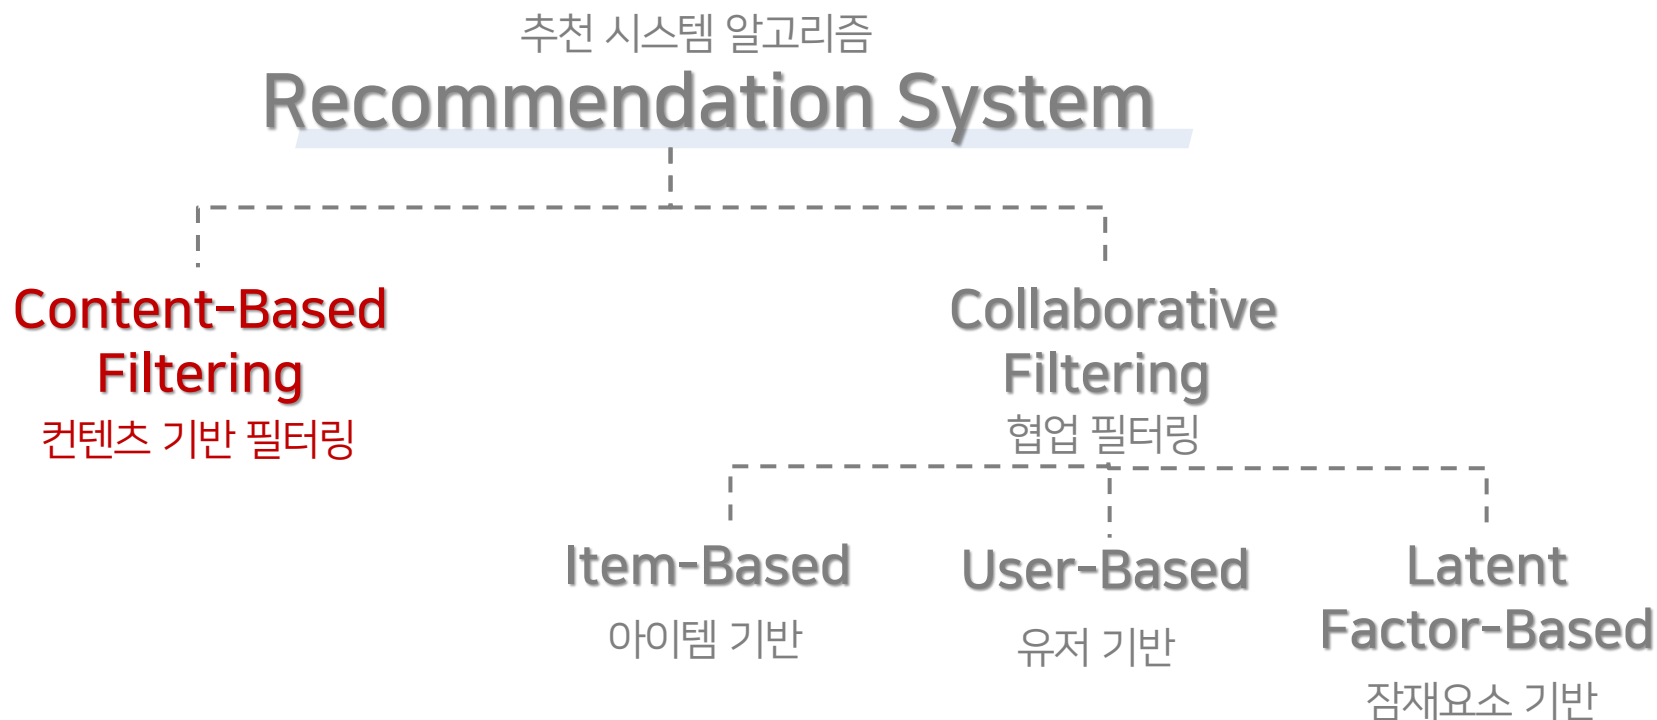 추천 시스템 알고리즘
Recommendation System
Content-Based
Filtering
컨텐츠 기반 필터링
Collaborative
Filtering
협업 필터링
Item-Based
아이템 기반
User-Based
유저 기반
Latent
Factor-Based
잠재요소 기반